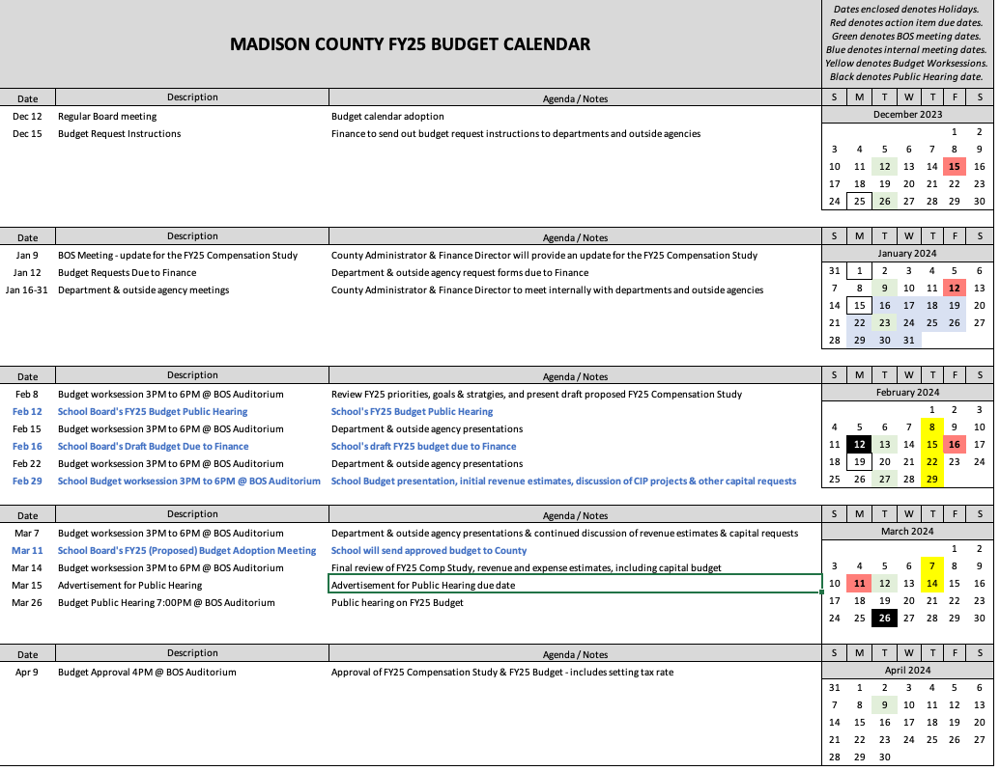 MADISON COUNTY FY25 BUDGET CALENDAR
Dates enclosed denotes Holidays.
Red denotes action item due dates.
Green denotes BOS meeting dates.
Blue denotes internal meeting dates.
Yellow denotes Budget Worksessions.
Black denotes Public Hearing date.
Date Description Agenda / Notes S M T W T F S
Dec 12 Regular Board meeting Budget calendar adoption December 2023
Dec 15 Budget Request Instructions Finance to send out budget request instructions to departments and outside agencies 1 2
3 4 5 6 7 8 9
10 11 12 13 14 15 16
17 18 19 20 21 22 23
24 25 26 27 28 29 30
Date Description Agenda / Notes S M T W T F S
Jan 9 BOS Meeting - update for the FY25 Compensation Study County Administrator & Finance Director will provide an update for the FY25 Compensation Study January 2024
Jan 12 Budget Requests Due to Finance Department & outside agency request forms due to Finance 31 1 2 3 4 5 6
Jan 16-31 Department & outside agency meetings County Administrator & Finance Director to meet internally with departments and outside agencies 7 8 9 10 11 12 13
14 15 16 17 18 19 20
21 22 23 24 25 26 27
28 29 30 31
Date Description Agenda / Notes S M T W T F S
Feb 8 Budget worksession 3PM to 6PM @ BOS Auditorium Review FY25 priorities, goals & stratgies, and present draft proposed FY25 Compensation Study February 2024
Feb 12 School Board's FY25 Budget Public Hearing School's FY25 Budget Public Hearing 1 2 3
Feb 15 Budget worksession 3PM to 6PM @ BOS Auditorium Department & outside agency presentations 4 5 6 7 8 9 10
Feb 16 School Board's Draft Budget Due to Finance School's draft FY25 budget due to Finance 11 12 13 14 15 16 17
Feb 22 Budget worksession 3PM to 6PM @ BOS Auditorium Department & outside agency presentations 18 19 20 21 22 23 24
Feb 29 School Budget worksession 3PM to 6PM @ BOS Auditorium School Budget presentation, initial revenue estimates, discussion of CIP projects & other capital requests 25 26 27 28 29
Date Description Agenda / Notes S M T W T F S
Mar 7 Budget worksession 3PM to 6PM @ BOS Auditorium Department & outside agency presentations & continued discussion of revenue estimates & capital requests March 2024
Mar 11 School Board's FY25 (Proposed) Budget Adoption Meeting School will send approved budget to County 1 2
Mar 14 Budget worksession 3PM to 6PM @ BOS Auditorium Final review of FY25 Comp Study, revenue and expense estimates, including capital budget 3 4 5 6 7 8 9
Mar 15 Advertisement for Public Hearing Advertisement for Public Hearing due date 10 11 12 13 14 15 16
Mar 26 Budget Public Hearing 7:00PM @ BOS Auditorium Public hearing on FY25 Budget 17 18 19 20 21 22 23
24 25 26 27 28 29 30
Date Description Agenda / Notes S M T W T F S
Apr 9 Budget Approval 4PM @ BOS Auditorium Approval of FY25 Compensation Study & FY25 Budget - includes setting tax rate April 2024
31 1 2 3 4 5 6
7 8 9 10 11 12 13
14 15 16 17 18 19 20
21 22 23 24 25 26 27
28 29 30